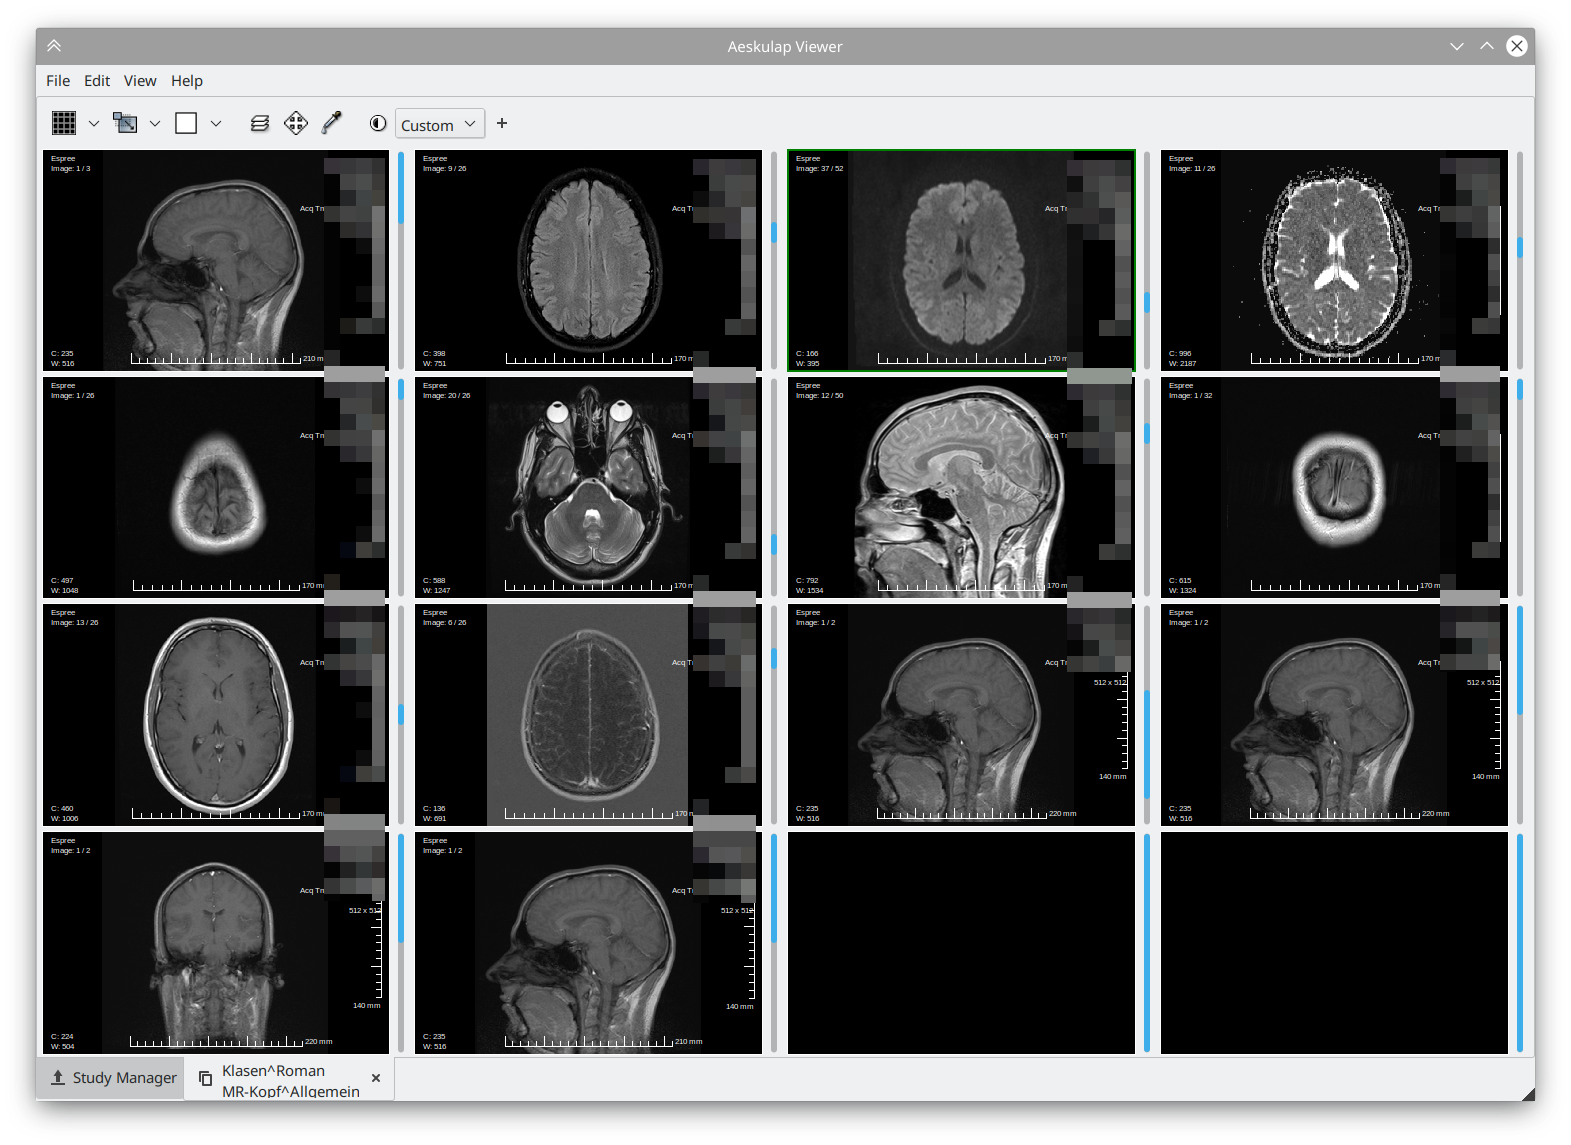 Aeskulap Viewer
File Edit View Help
Custom
Espree
Image: 1 / 3
C: 235
W: 516
210 m
Espree
Image: 9 / 26
Acq Tr
C: 398
W: 751
170 m
Espree
Image: 37 / 52
Acq Tr
C: 166
W: 395
170 m
Espree
Image: 11 / 26
Acq Tr
C: 996
W: 2187
170 m
Espree
Image: 1 / 26
C: 497
W: 1048
170 m
Espree
Image: 20 / 26
Acq Tr
C: 588
W: 1247
170 m
Espree
Image: 12 / 50
Acq Tr
C: 792
W: 1534
170 m
Espree
Image: 1 / 32
Acq Tr
C: 615
W: 1324
170 m
Espree
Image: 13 / 26
C: 460
W: 1006
170 m
Espree
Image: 6 / 26
Acq Tr
C: 136
W: 691
170 m
Espree
Image: 1 / 2
Acq Tr
512 x 512
140 mm
C: 235
W: 516
220 mm
Espree
Image: 1 / 2
Acq Tr
512 x 512
140 mm
C: 235
W: 516
220 mm
Espree
Image: 1 / 2
512 x 512
140 mm
C: 224
W: 504
220 mm
Espree
Image: 1 / 2
Acq Tr
512 x 512
140 mm
C: 235
W: 516
210 mm
Study Manager
Klasen^Roman
MR-Kopf^Allgemein